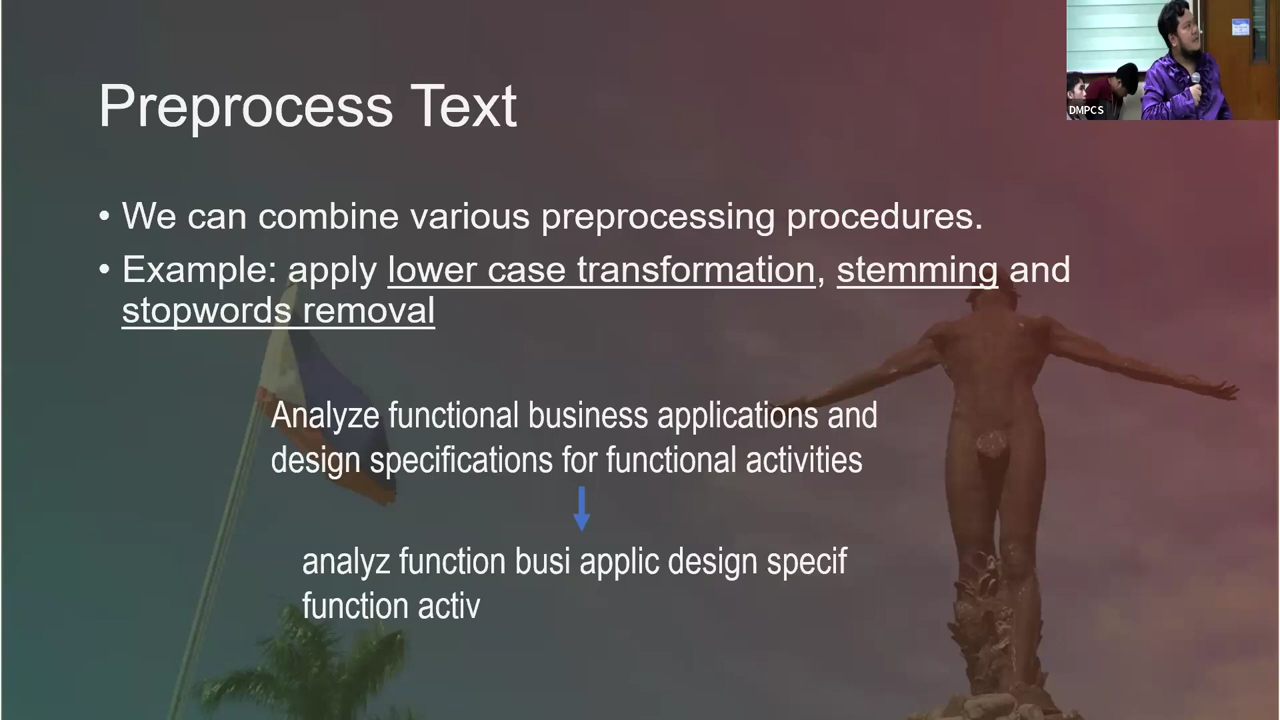 Preprocess Text
• We can combine various preprocessing procedures.
• Example: apply lower case transformation, stemming and
stopwords removal
Analyze functional business applications and
design specifications for functional activities
analyz function busi applic design specif
function activ
DMPCS